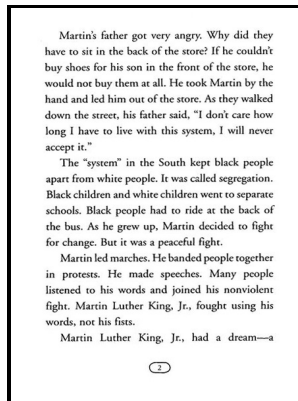 Martin's father got very angry. Why did they
have to sit in the back of the store? If he couldn't
buy shoes for his son in the front of the store, he
would not buy them at all. He took Martin by the
hand and led him out of the store. As they walked
down the street, his father said, "I don't care how
long I have to live with this system, I will never
accept it."
The "system" in the South kept black people
apart from white people. It was called segregation.
Black children and white children went to separate
schools. Black people had to ride at the back of
the bus. As he grew up, Martin decided to fight
for change. But it was a peaceful fight.
Martin led marches. He banded people together
in protests. He made speeches. Many people
listened to his words and joined his nonviolent
fight. Martin Luther King, Jr., fought using his
words, not his fists.
Martin Luther King, Jr., had a dream—a
2